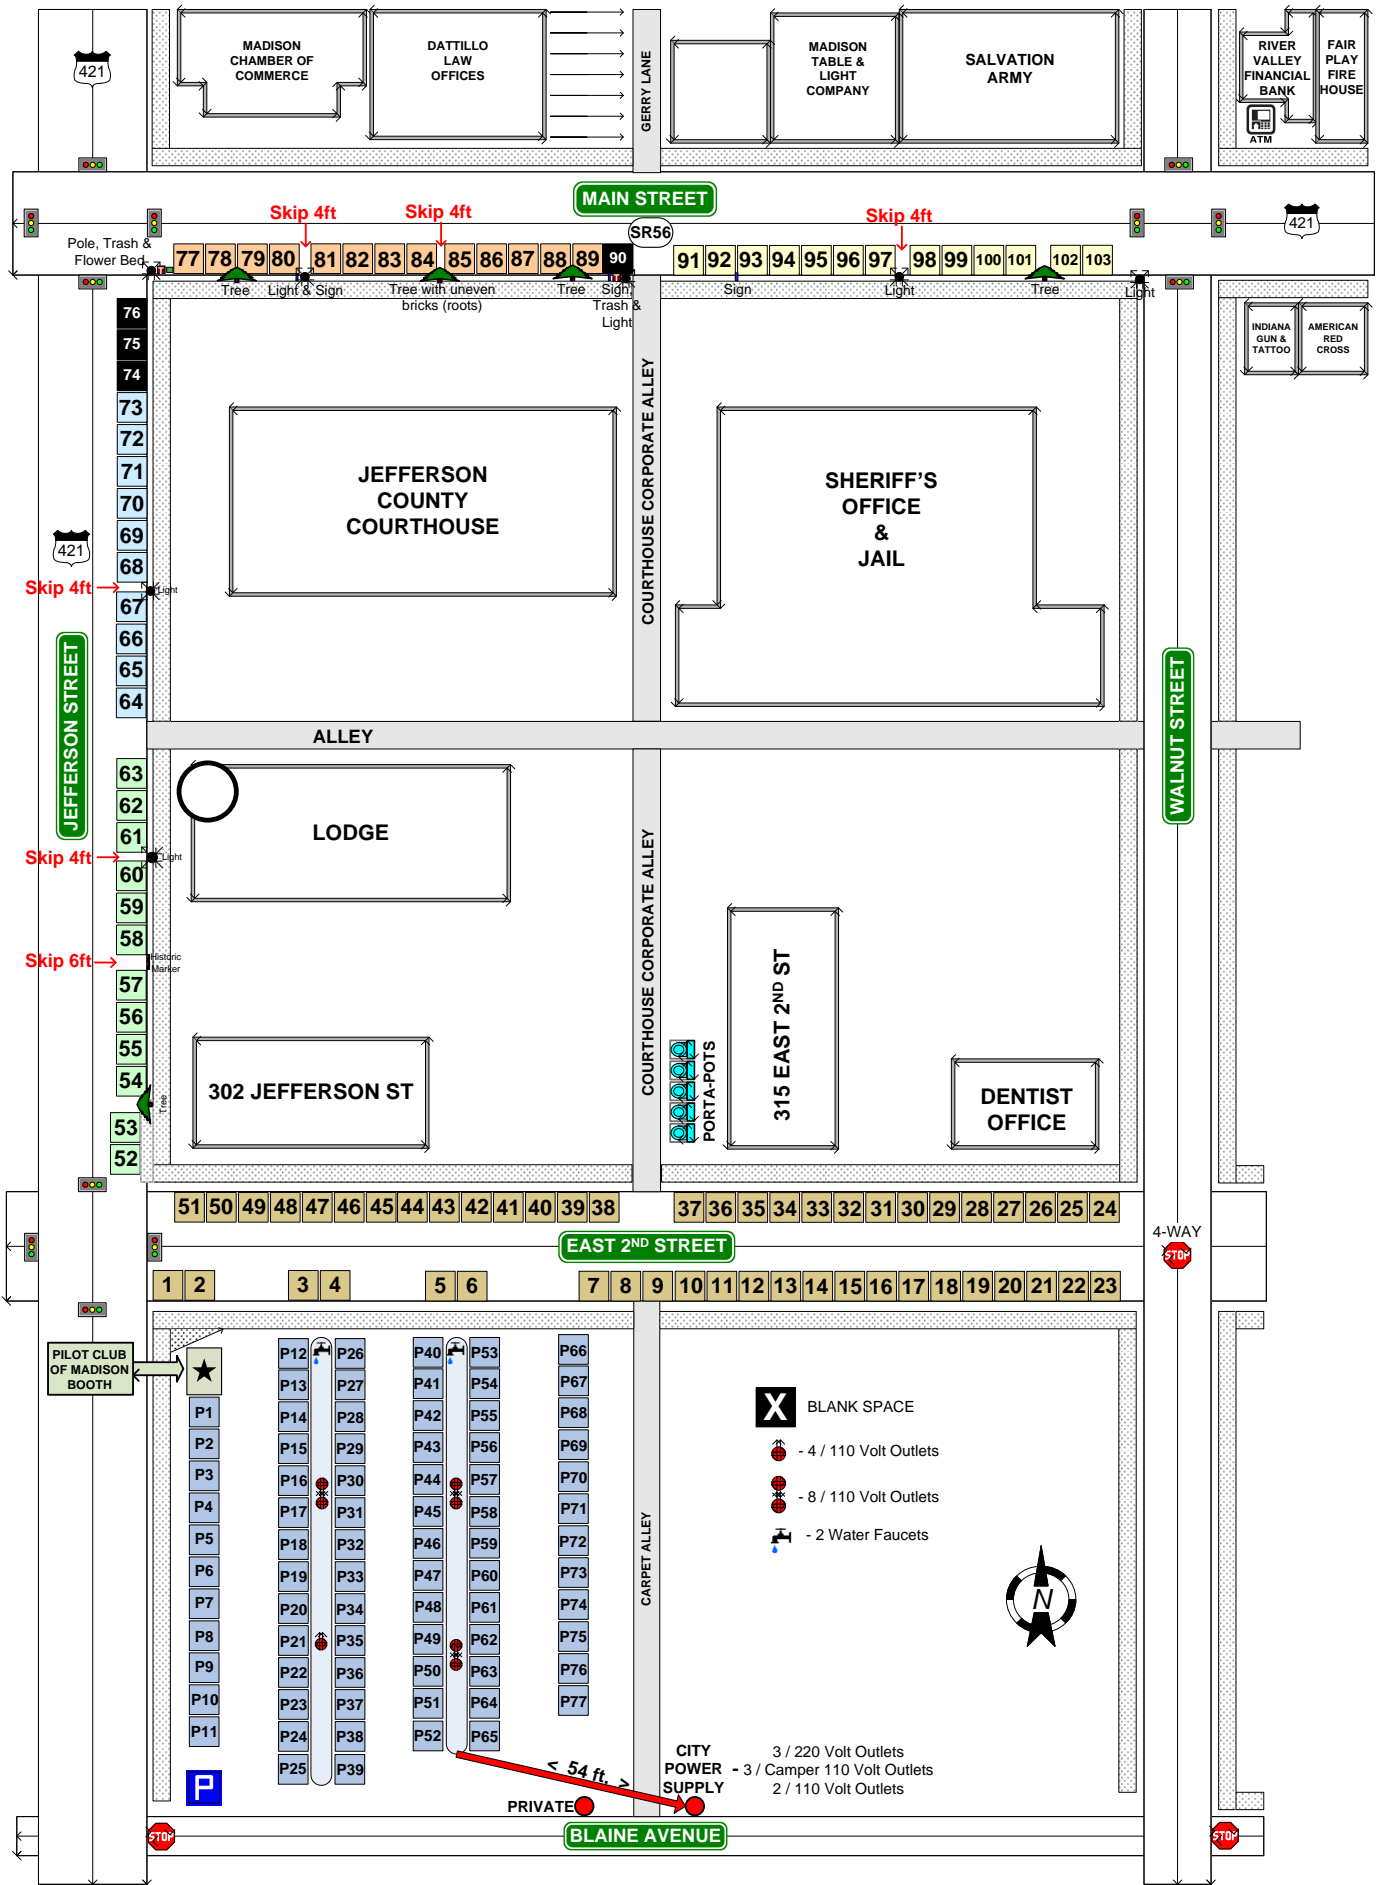 MADISON
CHAMBER OF
COMMERCE
DATTILLO
LAW
OFFICES
GERRY LANE
MADISON
TABLE &
LIGHT
COMPANY
SALVATION
ARMY
RIVER
VALLEY
FINANCIAL
BANK
FAIR
PLAY
FIRE
HOUSE
ATM
421
MAIN STREET
SR56
421
Skip 4ft
Skip 4ft
Skip 4ft
Pole, Trash &
Flower Bed
77 78 79 80 81 82 83 84 85 86 87 88 89 90 91 92 93 94 95 96 97 98 99 100 101 102 103
Tree
Light & Sign
Tree with uneven
bricks (roots)
Tree
Sign,
Trash &
Light
Sign
Light
Tree
Light
INDIANA
GUN &
TATTOO
AMERICAN
RED
CROSS
76
75
74
73
72
71
70
69
68
Skip 4ft
Light
67
66
65
64
421
JEFFERSON STREET
JEFFERSON
COUNTY
COURTHOUSE
COURTHOUSE CORPORATE ALLEY
SHERIFF'S
OFFICE
&
JAIL
WALNUT STREET
ALLEY
63
62
61
Skip 4ft
Light
60
59
58
Skip 6ft
Historic
Marker
57
56
55
54
Tree
53
52
LODGE
COURTHOUSE CORPORATE ALLEY
302 JEFFERSON ST
PORTA-POTS
315 EAST 2ND ST
DENTIST
OFFICE
51 50 49 48 47 46 45 44 43 42 41 40 39 38 37 36 35 34 33 32 31 30 29 28 27 26 25 24
EAST 2ND STREET
4-WAY
STOP
1 2 3 4 5 6 7 8 9 10 11 12 13 14 15 16 17 18 19 20 21 22 23
PILOT CLUB
OF MADISON
BOOTH
P1
P2
P3
P4
P5
P6
P7
P8
P9
P10
P11
P
P12 P26
P13 P27
P14 P28
P15 P29
P16 P30
P17 P31
P18 P32
P19 P33
P20 P34
P21 P35
P22 P36
P23 P37
P24 P38
P25 P39
P40 P53
P41 P54
P42 P55
P43 P56
P44 P57
P45 P58
P46 P59
P47 P60
P48 P61
P49 P62
P50 P63
P51 P64
P52 P65
P66
P67
P68
P69
P70
P71
P72
P73
P74
P75
P76
P77
CARPET ALLEY
X BLANK SPACE
- 4 / 110 Volt Outlets
- 8 / 110 Volt Outlets
- 2 Water Faucets
N
< 54 ft. >
PRIVATE
CITY
POWER
SUPPLY
-
3 / 220 Volt Outlets
3 / Camper 110 Volt Outlets
2 / 110 Volt Outlets
STOP
BLAINE AVENUE
STOP